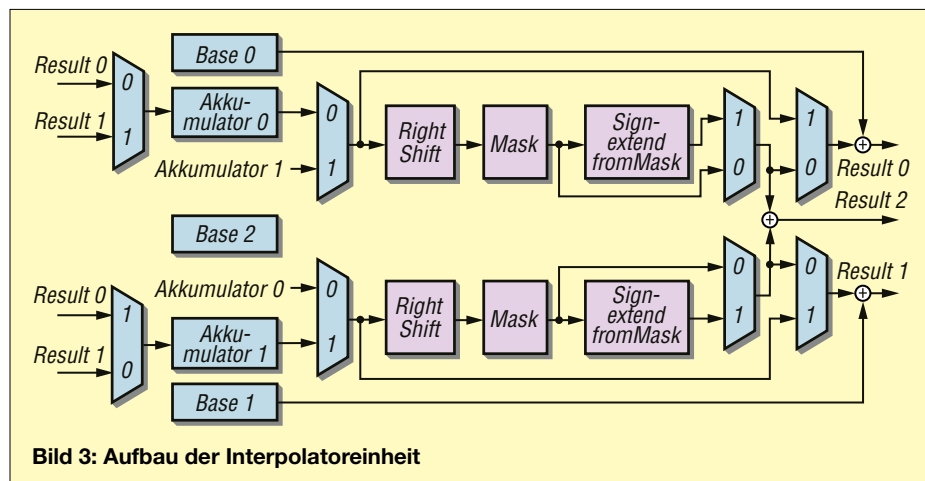 Base 0
Result 0
0
Result 1
1
Akku-
mulator 0
0
Akkumulator 1
1
Right
Shift
Mask
Sign-
extend
fromMask
1
0
1
0
Result 0
Result 2
Base 2
Result 0
1
Result 1
0
Akkumulator 0
0
Akku-
mulator 1
1
Right
Shift
Mask
Sign-
extend
fromMask
0
1
0
1
Result 1
Base 1
Bild 3: Aufbau der Interpolatoreinheit